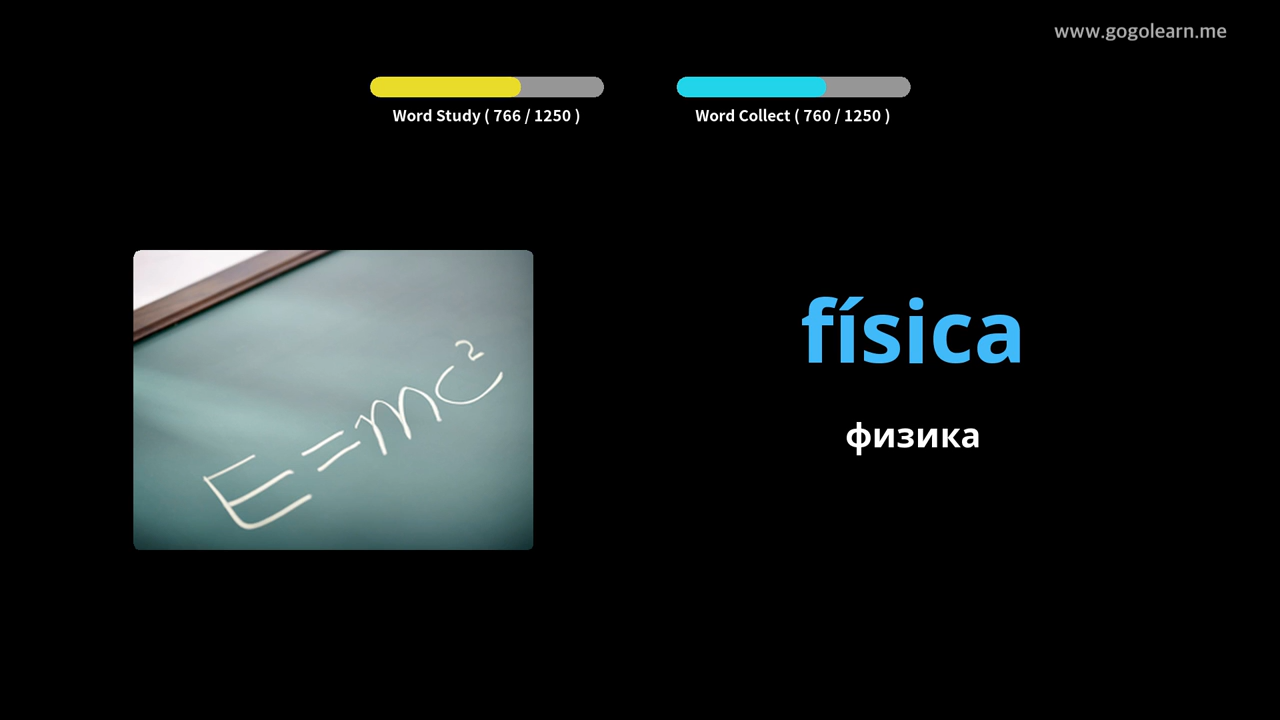 www.gogolearn.me
Word Study ( 766 / 1250 )
Word Collect ( 760 / 1250 )
E=mc²
física
физика